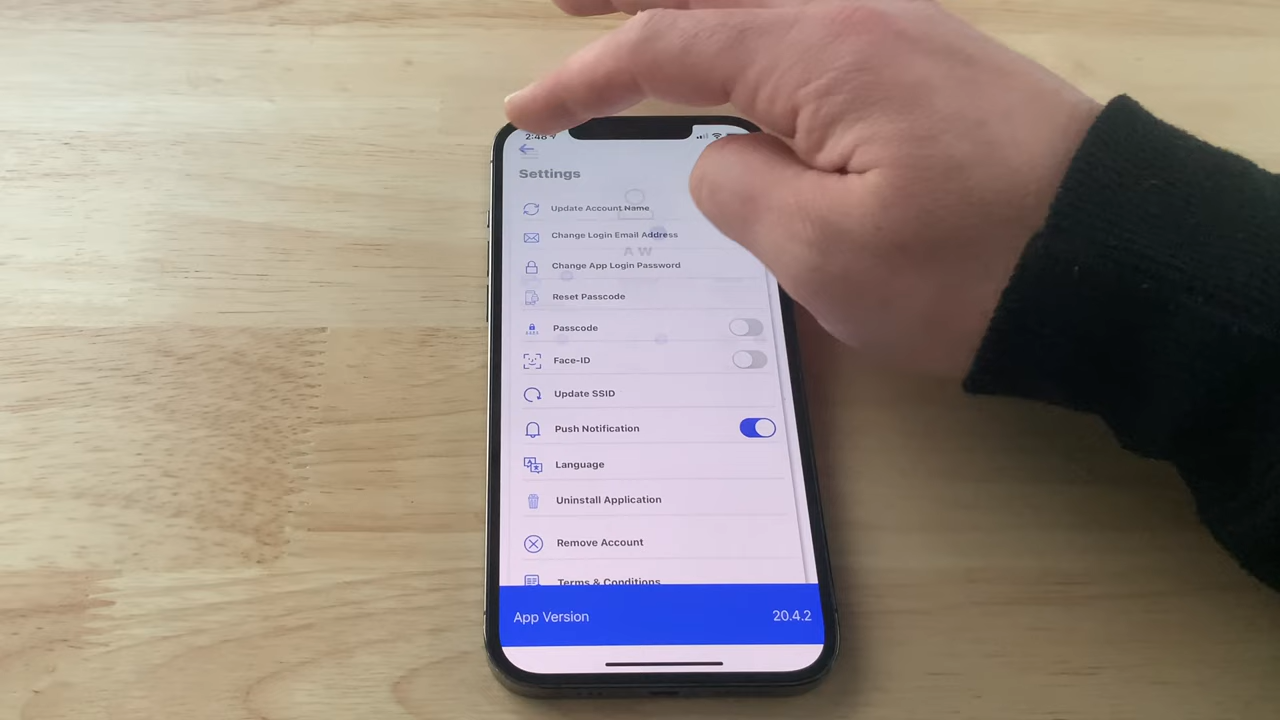 2:48
Settings
Update Account Name
A W
Change Login Email Address
Change App Login Password
Reset Passcode
Passcode
Face-ID
Update SSID
Push Notification
Language
Uninstall Application
Remove Account
Terms & Conditions
App Version 20.4.2